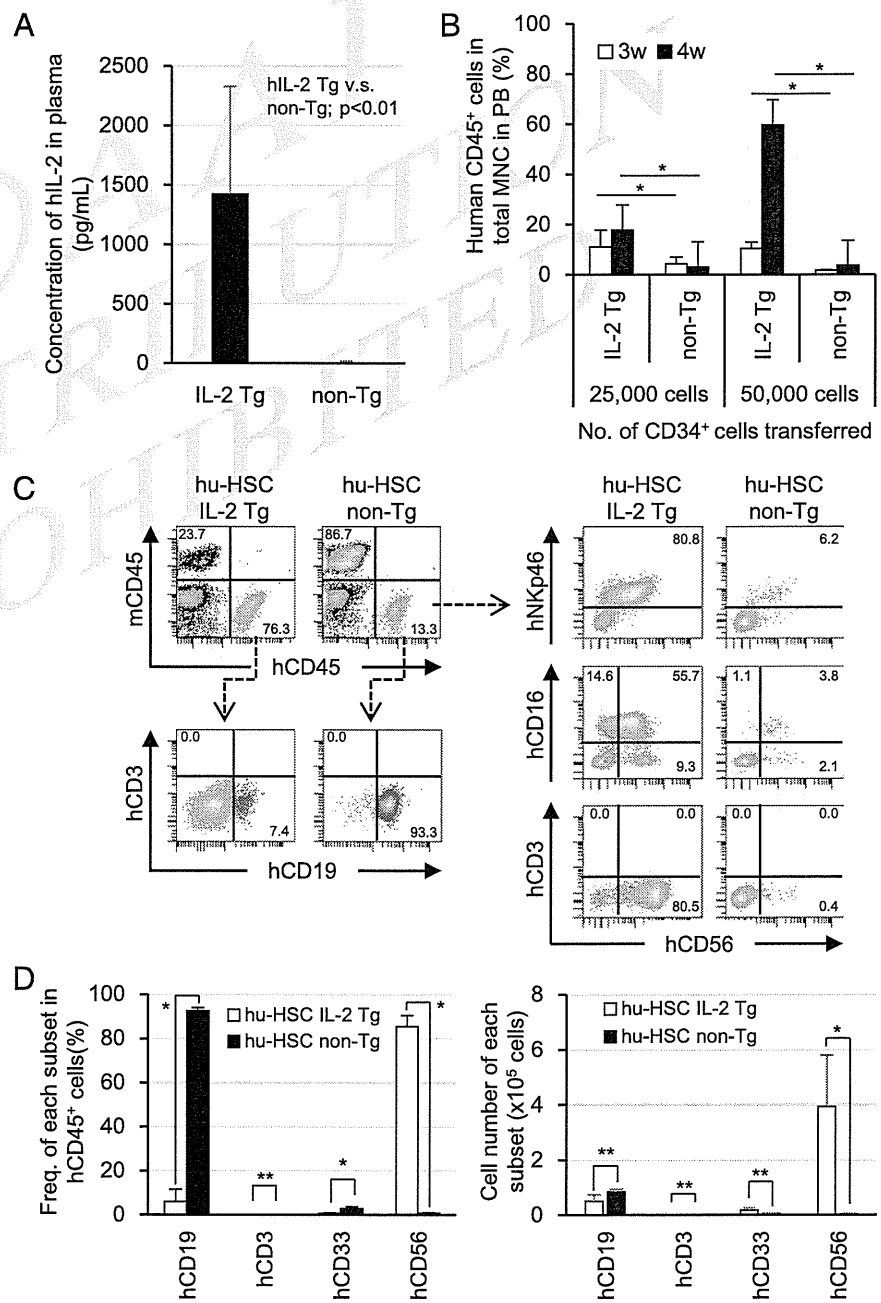 A
Concentration of hIL-2 in plasma
(pg/mL)
2500
2000
1500
1000
500
0
hIL-2 Tg v.s.
non-Tg; p<0.01
IL-2 Tg
non-Tg
B
Human CD45+ cells in
total MNC in PB (%)
100
80
60
40
20
0
3w
4w
*
*
*
*
IL-2 Tg
non-Tg
IL-2 Tg
non-Tg
25,000 cells
50,000 cells
No. of CD34+ cells transferred
C
hu-HSC
IL-2 Tg
hu-HSC
non-Tg
mCD45
23.7
76.3
86.7
13.3
hCD45
hCD3
0.0
7.4
0.0
93.3
hCD19
hu-HSC
IL-2 Tg
hu-HSC
non-Tg
hNKp46
80.8
6.2
hCD16
14.6
55.7
9.3
1.1
3.8
2.1
hCD3
0.0
0.0
80.5
0.0
0.0
0.4
hCD56
D
Freq. of each subset in
hCD45+ cells(%)
100
80
60
40
20
0
hu-HSC IL-2 Tg
hu-HSC non-Tg
*
**
*
*
hCD19
hCD3
hCD33
hCD56
Cell number of each
subset (x10⁵ cells)
8
6
4
2
0
hu-HSC IL-2 Tg
hu-HSC non-Tg
**
**
**
*
hCD19
hCD3
hCD33
hCD56